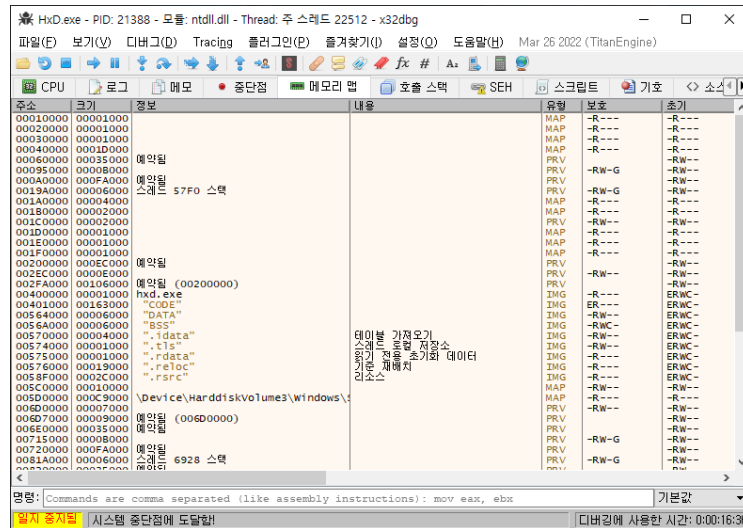 HxD.exe - PID: 21388 - 모듈: ntdll.dll - Thread: 주 스레드 22512 - x32dbg
파일(F) 보기(V) 디버그(D) Tracing 플러그인(P) 즐겨찾기(I) 설정(O) 도움말(H) Mar 26 2022 (TitanEngine)
CPU 로그 메모 중단점 메모리 맵 호출 스택 SEH 스크립트 기호
주소 크기 정보 내용 유형 보호 초기
00010000 00001000 MAP -R--- -R---
00020000 00001000 MAP -R--- -R---
00030000 00001000 MAP -R--- -R---
00040000 0001D000 MAP -R--- -R---
00060000 00035000 예약됨 PRV -RW--
00095000 0000B000 PRV -RW-G -RW--
000A0000 000FA000 예약됨 PRV -RW--
0019A000 00006000 스레드 57F0 스택 PRV -RW-G -RW--
001A0000 00004000 MAP -R--- -R---
001B0000 00002000 MAP -R--- -R---
001C0000 00002000 PRV -RW-- -RW--
001D0000 00001000 MAP -R--- -R---
001E0000 00001000 MAP -R--- -R---
001F0000 00001000 MAP -R--- -R---
00200000 000EC000 예약됨 PRV -RW--
002EC000 0000E000 PRV -RW-- -RW--
002FA000 00106000 예약됨 (00200000) PRV -RW--
00400000 00001000 hxd.exe IMG -R--- ERWC-
00401000 00163000 "CODE" IMG ER--- ERWC-
00564000 00006000 "DATA" IMG -RW-- ERWC-
0056A000 00006000 "BSS" IMG -RWC- ERWC-
00570000 00004000 ".idata" 테이블 가져오기 IMG -RW-- ERWC-
00574000 00001000 ".tls" 스레드 로컬 저장소 IMG -RW-- ERWC-
00575000 00001000 ".rdata" 읽기 전용 초기화 데이터 IMG -R--- ERWC-
00576000 00019000 ".reloc" 기준 재배치 IMG -R--- ERWC-
0058F000 0002C000 ".rsrc" 리소스 IMG -R--- ERWC-
005C0000 00010000 MAP -RW-- -RW--
005D0000 000C9000 \Device\HarddiskVolume3\Windows\ MAP -R--- -R---
006D0000 00007000 PRV -RW-- -RW--
006D7000 00009000 예약됨 (006D0000) PRV -RW--
006E0000 00035000 예약됨 PRV -RW--
00715000 0000B000 PRV -RW-G -RW--
00720000 000FA000 예약됨 PRV -RW--
0081A000 00006000 스레드 6928 스택 PRV -RW-G -RW--
명령: Commands are comma separated (like assembly instructions): mov eax, ebx 기본값
일지 중지됨 시스템 중단점에 도달함! 디버깅에 사용한 시간: 0:00:16:3